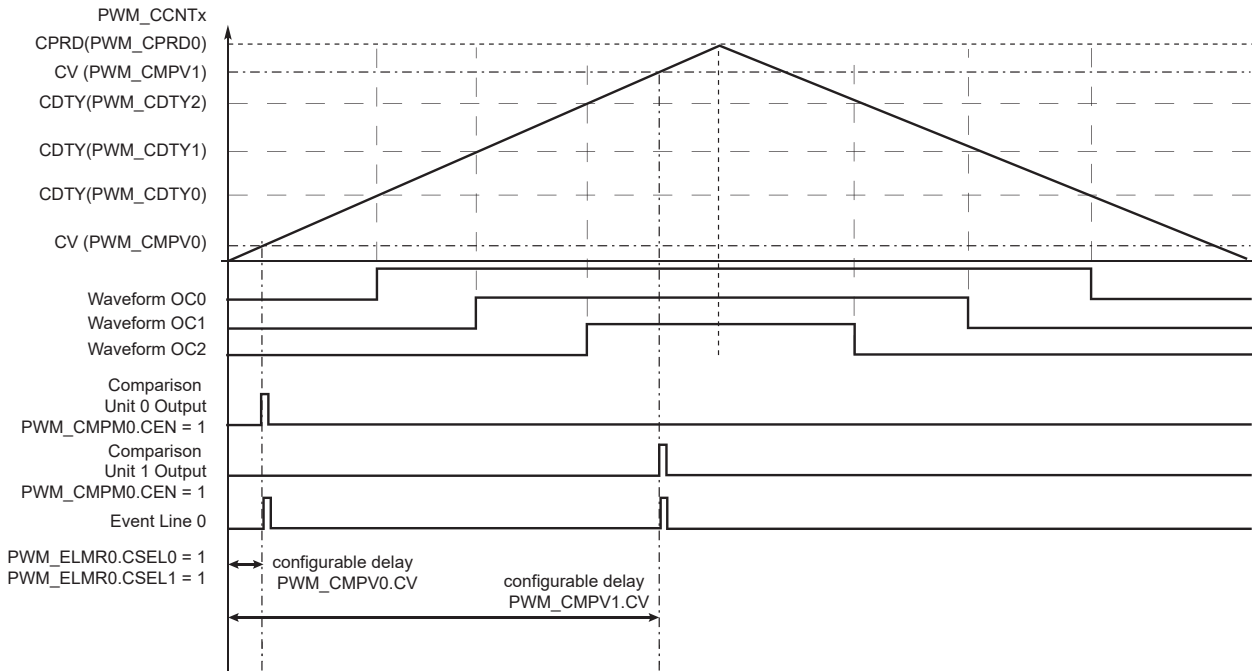 PWM_CCNTx
CPRD(PWM_CPRD0)
CV (PWM_CMPV1)
CDTY(PWM_CDTY2)
CDTY(PWM_CDTY1)
CDTY(PWM_CDTY0)
CV (PWM_CMPV0)
Waveform OC0
Waveform OC1
Waveform OC2
Comparison
Unit 0 Output
PWM_CMPM0.CEN = 1
Comparison
Unit 1 Output
PWM_CMPM0.CEN = 1
Event Line 0
PWM_ELMR0.CSEL0 = 1
PWM_ELMR0.CSEL1 = 1
configurable delay
PWM_CMPV0.CV
configurable delay
PWM_CMPV1.CV